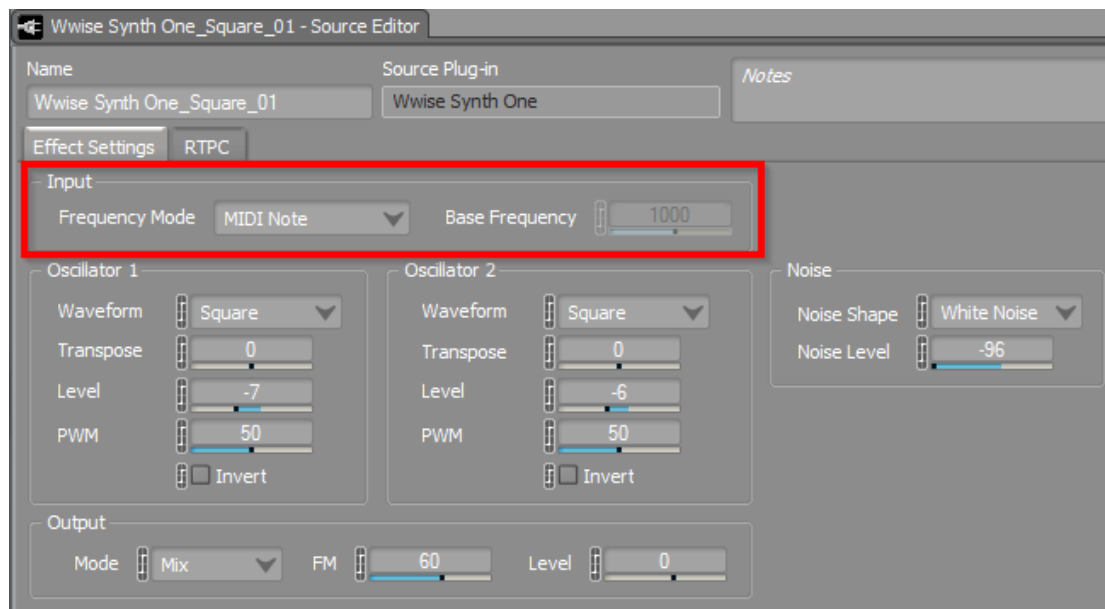 Wwise Synth One_Square_01 - Source Editor
Name
Source Plug-in
Notes
Wwise Synth One_Square_01
Wwise Synth One
Effect Settings
RTPC
Input
Frequency Mode
MIDI Note
Base Frequency
1000
Oscillator 1
Waveform
Square
Transpose
0
Level
-7
PWM
50
Invert
Oscillator 2
Waveform
Square
Transpose
0
Level
-6
PWM
50
Invert
Noise
Noise Shape
White Noise
Noise Level
-96
Output
Mode
Mix
FM
60
Level
0